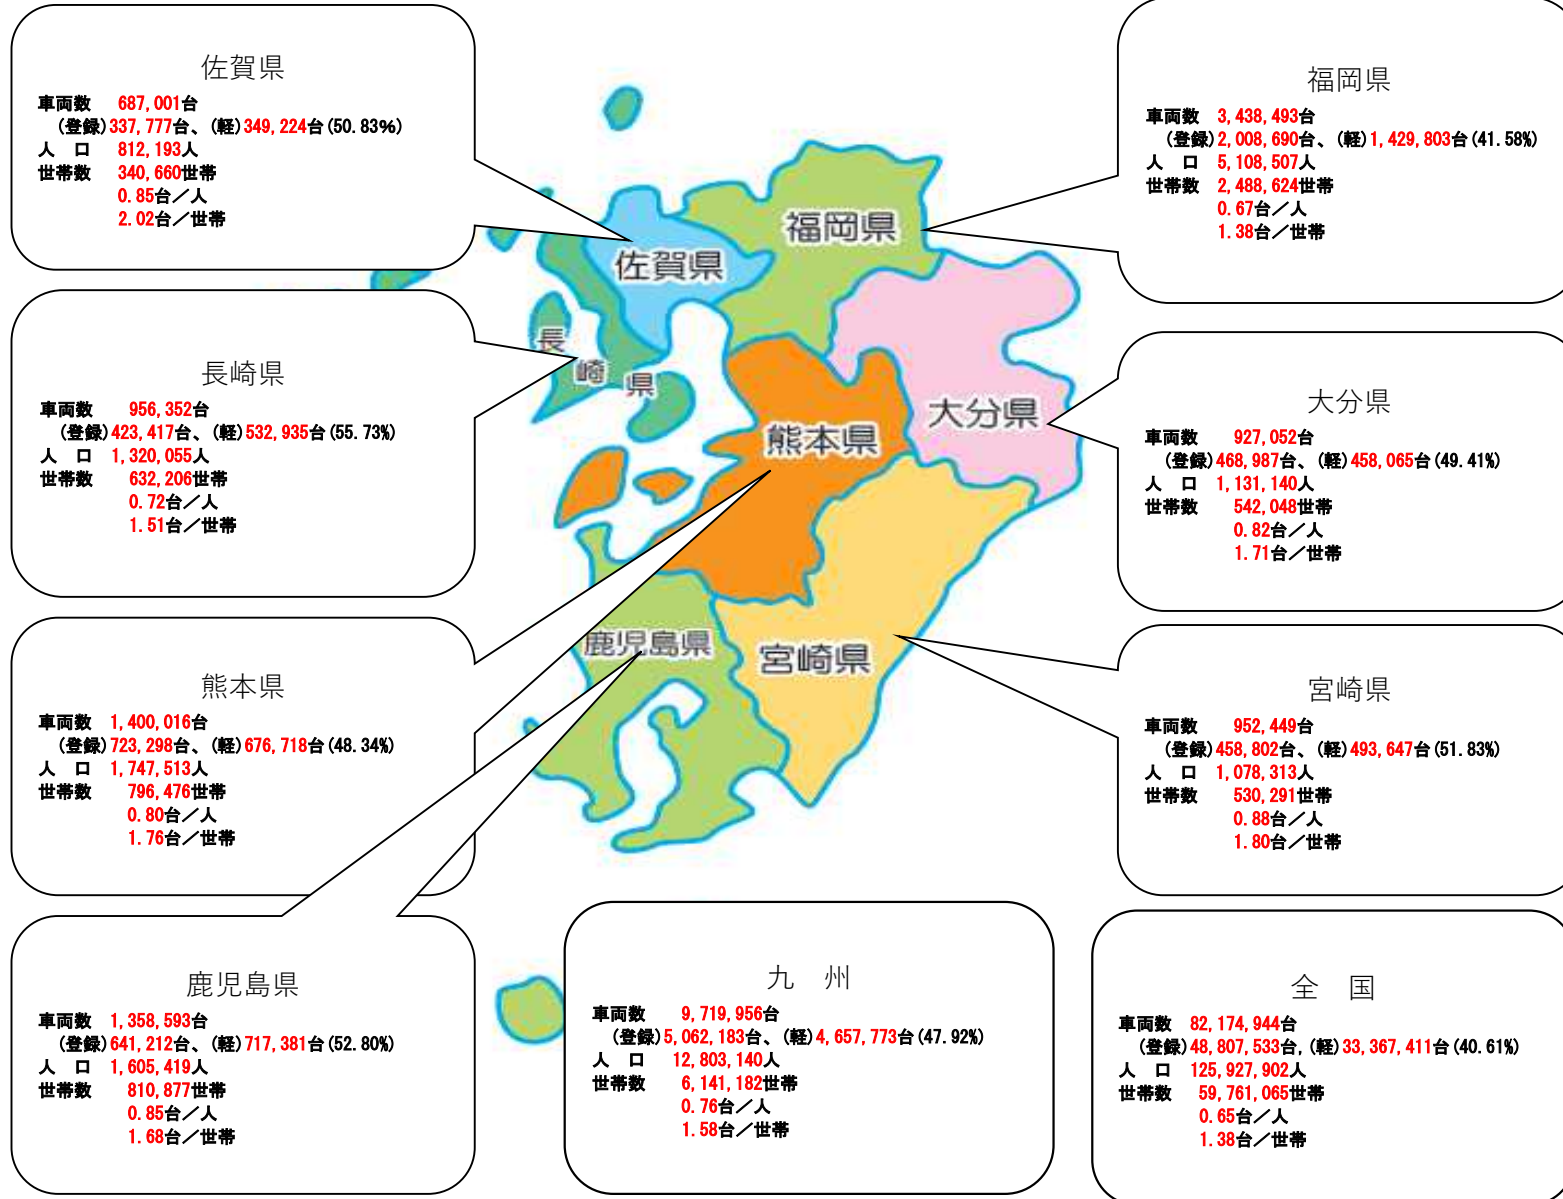 佐賀県
車両数 687,001台
(登録)337,777台、(軽)349,224台(50.83%)
人 口 812,193人
世帯数 340,660世帯
0.85台／人
2.02台／世帯
福岡県
車両数 3,438,493台
(登録)2,008,690台、(軽)1,429,803台(41.58%)
人 口 5,108,507人
世帯数 2,488,624世帯
0.67台／人
1.38台／世帯
長崎県
車両数 956,352台
(登録)423,417台、(軽)532,935台(55.73%)
人 口 1,320,055人
世帯数 632,206世帯
0.72台／人
1.51台／世帯
大分県
車両数 927,052台
(登録)468,987台、(軽)458,065台(49.41%)
人 口 1,131,140人
世帯数 542,048世帯
0.82台／人
1.71台／世帯
福岡県
佐賀県
長崎県
大分県
熊本県
鹿児島県
宮崎県
熊本県
車両数 1,400,016台
(登録)723,298台、(軽)676,718台(48.34%)
人 口 1,747,513人
世帯数 796,476世帯
0.80台／人
1.76台／世帯
宮崎県
車両数 952,449台
(登録)458,802台、(軽)493,647台(51.83%)
人 口 1,078,313人
世帯数 530,291世帯
0.88台／人
1.80台／世帯
鹿児島県
車両数 1,358,593台
(登録)641,212台、(軽)717,381台(52.80%)
人 口 1,605,419人
世帯数 810,877世帯
0.85台／人
1.68台／世帯
九 州
車両数 9,719,956台
(登録)5,062,183台、(軽)4,657,773台(47.92%)
人 口 12,803,140人
世帯数 6,141,182世帯
0.76台／人
1.58台／世帯
全 国
車両数 82,174,944台
(登録)48,807,533台,(軽)33,367,411台(40.61%)
人 口 125,927,902人
世帯数 59,761,065世帯
0.65台／人
1.38台／世帯